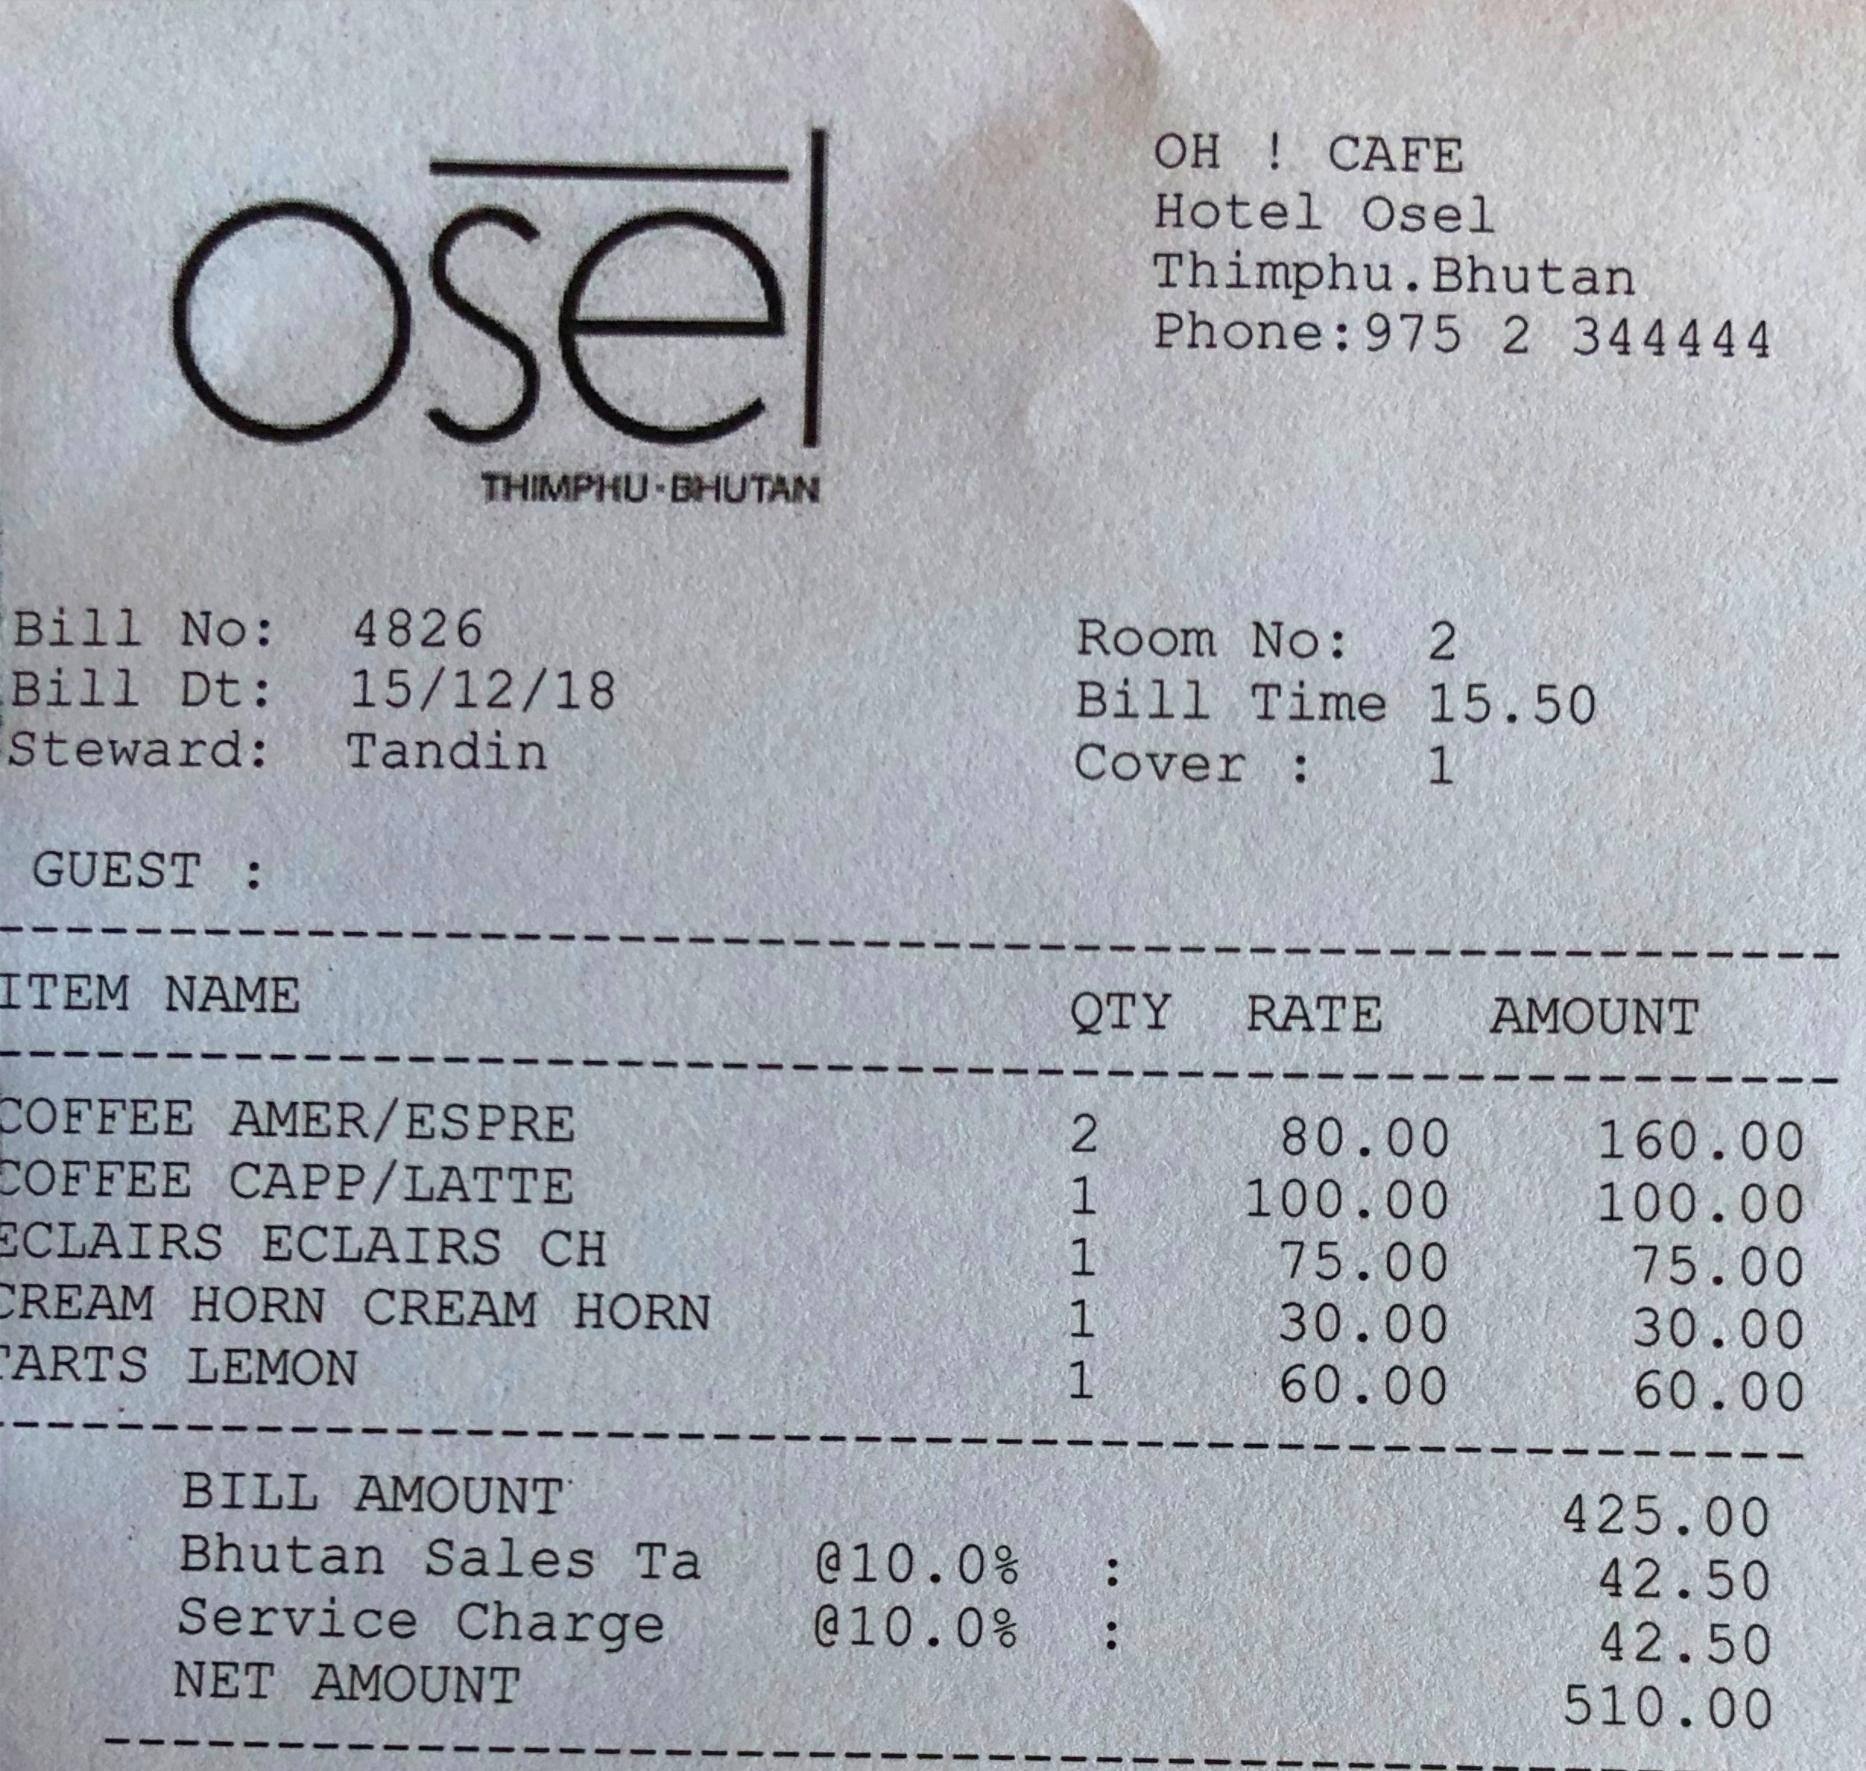 osel
THIMPHU·BHUTAN
OH ! CAFE
Hotel Osel
Thimphu.Bhutan
Phone:975 2 344444
Bill No: 4826
Bill Dt: 15/12/18
Steward: Tandin
Room No: 2
Bill Time 15.50
Cover : 1
GUEST :
ITEM NAME QTY RATE AMOUNT
COFFEE AMER/ESPRE 2 80.00 160.00
COFFEE CAPP/LATTE 1 100.00 100.00
ECLAIRS ECLAIRS CH 1 75.00 75.00
CREAM HORN CREAM HORN 1 30.00 30.00
TARTS LEMON 1 60.00 60.00
BILL AMOUNT 425.00
Bhutan Sales Ta @10.0% : 42.50
Service Charge @10.0% : 42.50
NET AMOUNT 510.00